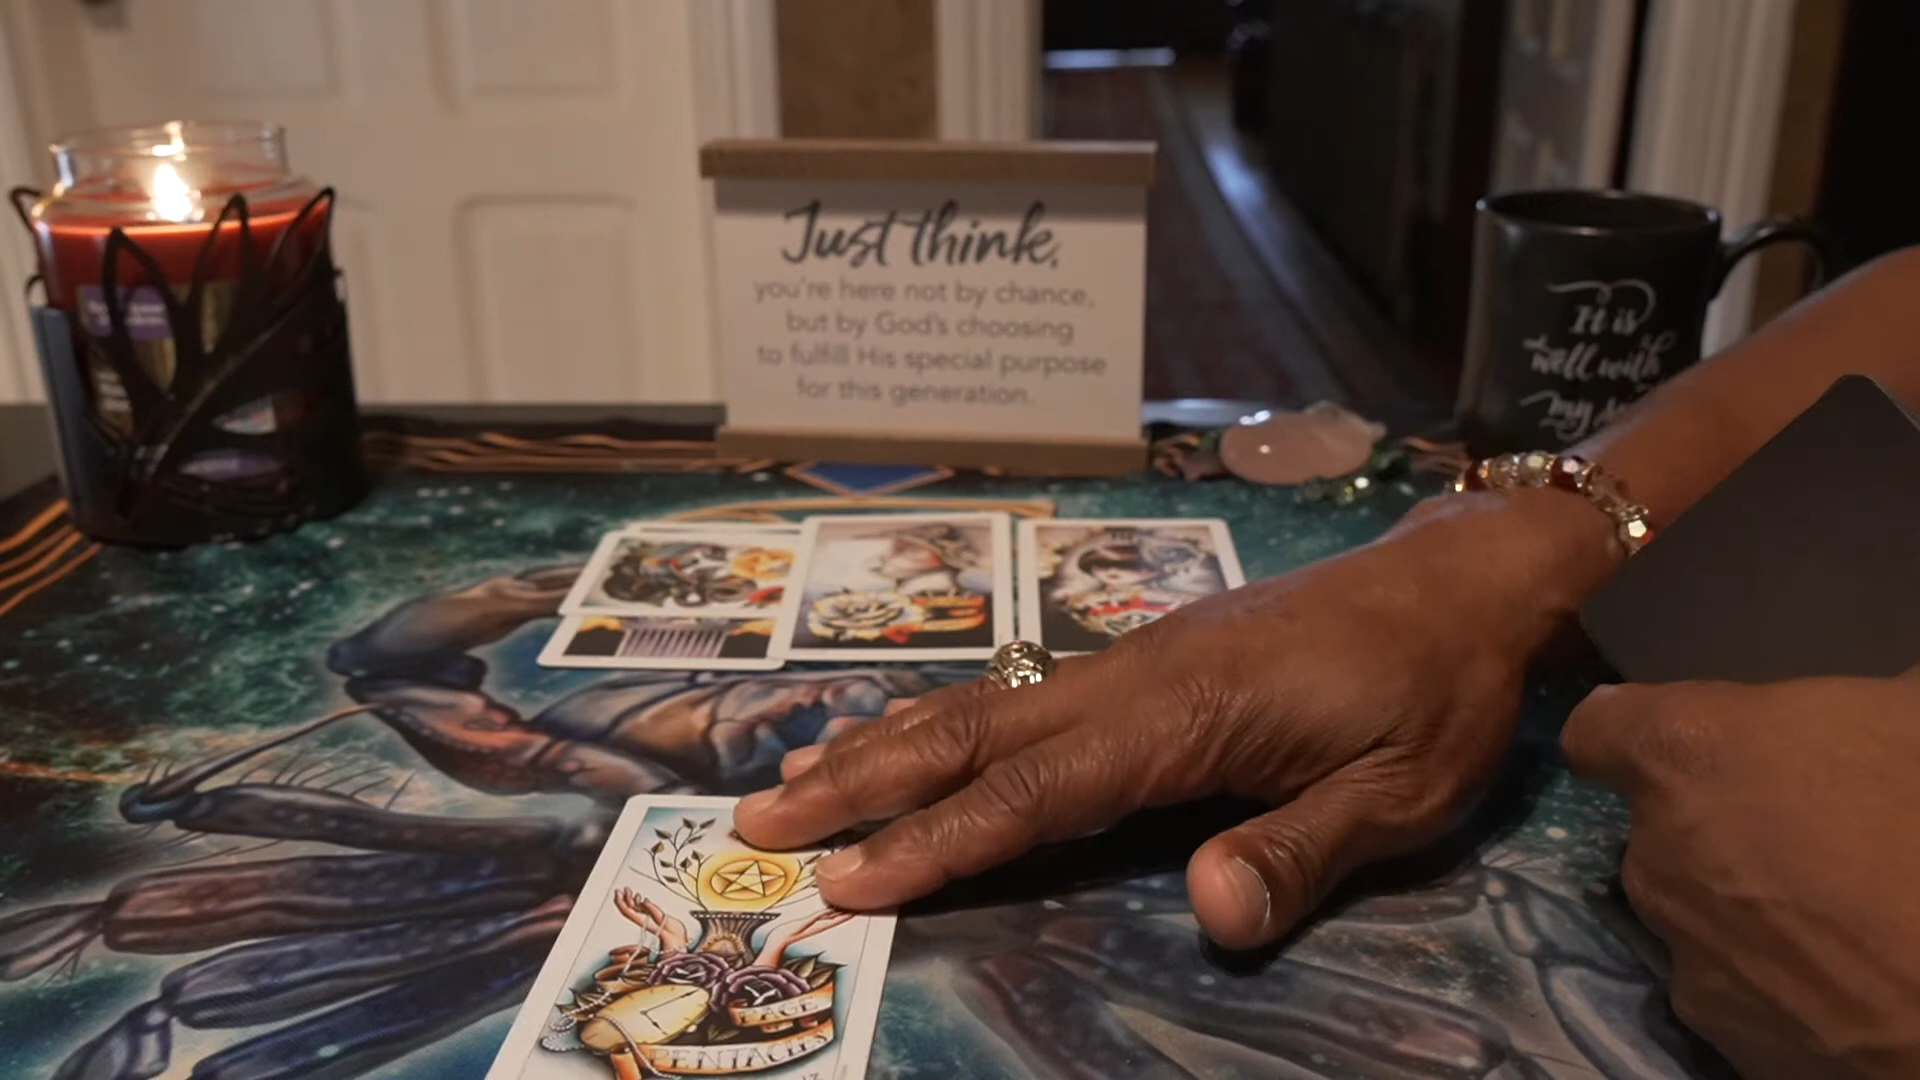 Just think,
you're here not by chance,
but by God's choosing
to fulfill His special purpose
for this generation.
It is
well with
my
PAGE
PENTACLES